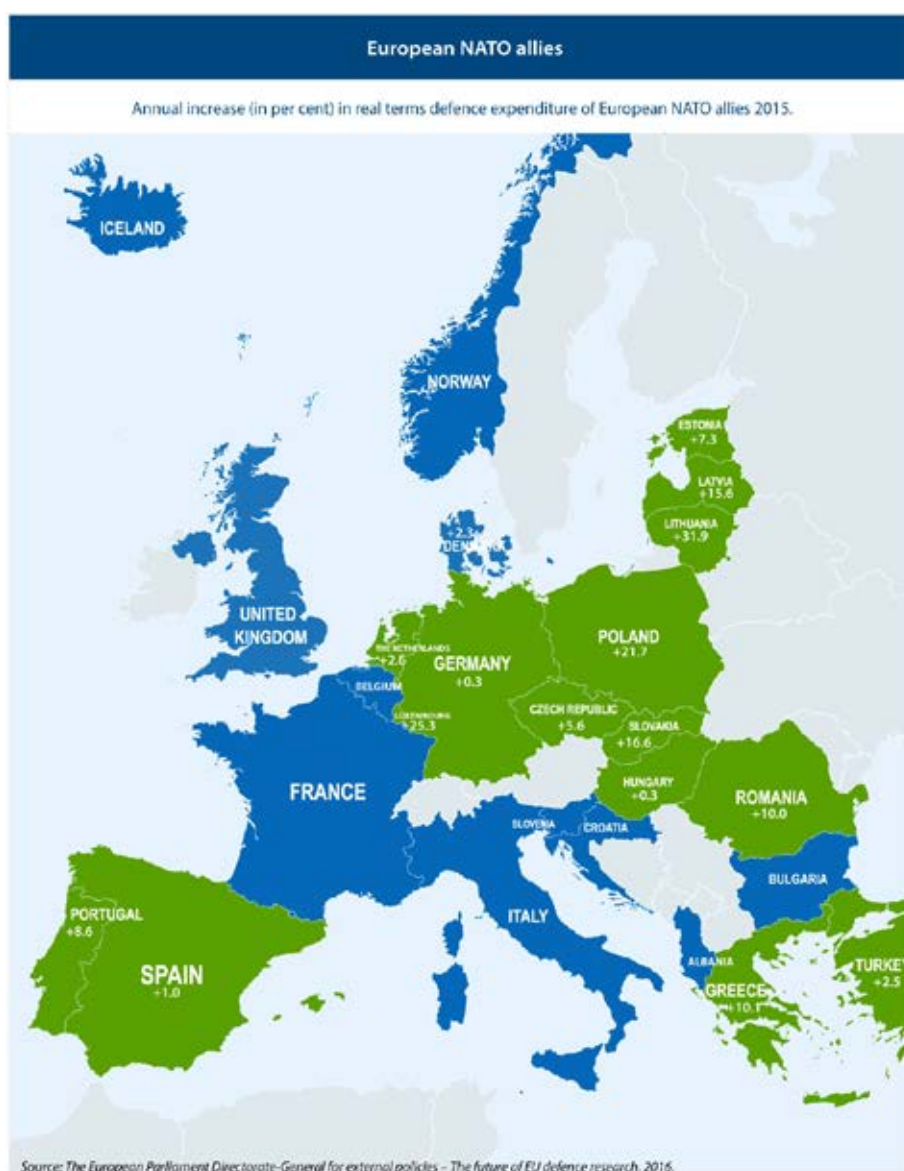 European NATO allies
Annual increase (in per cent) in real terms defence expenditure of European NATO allies 2015.
ICELAND
NORWAY
ESTONIA
+7.3
LATVIA
+15.6
LITHUANIA
+31.9
+2.3
UNITED
KINGDOM
THE NETHERLANDS
+2.6
GERMANY
+0.3
POLAND
+21.7
BELGIUM
LUXEMBOURG
+25.3
CZECH REPUBLIC
+5.6
SLOVAKIA
+16.6
FRANCE
HUNGARY
+0.3
ROMANIA
+10.0
SLOVENIA
CROATIA
BULGARIA
PORTUGAL
+8.6
ITALY
SPAIN
+1.0
ALBANIA
GREECE
+10.1
TURKEY
+2.5
Source: The European Parliament Directorate-General for external policies – The future of EU defence research, 2016.